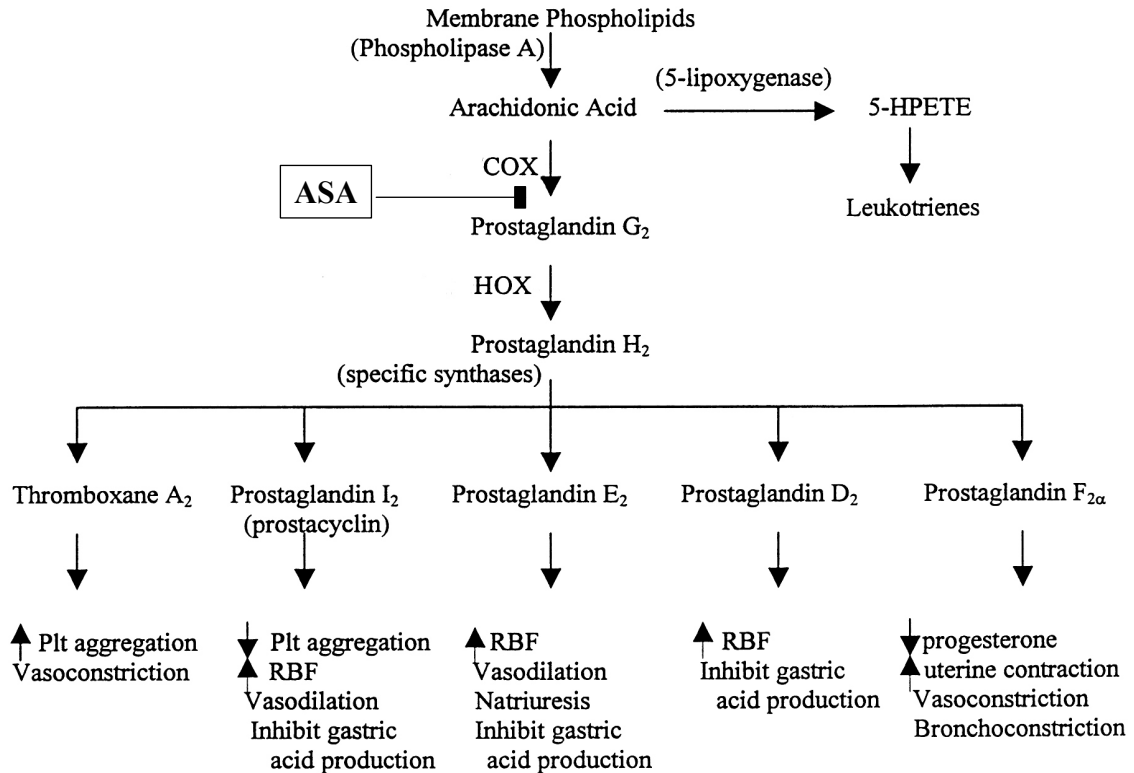 Membrane Phospholipids
(Phospholipase A)
(5-lipoxygenase)
Arachidonic Acid
5-HPETE
COX
ASA
Leukotrienes
Prostaglandin G₂
HOX
Prostaglandin H₂
(specific synthases)
Thromboxane A₂
Prostaglandin I₂
(prostacyclin)
Prostaglandin E₂
Prostaglandin D₂
Prostaglandin F₂α
Plt aggregation
Vasoconstriction
Plt aggregation
RBF
Vasodilation
Inhibit gastric
acid production
RBF
Vasodilation
Natriuresis
Inhibit gastric
acid production
RBF
Inhibit gastric
acid production
progesterone
uterine contraction
Vasoconstriction
Bronchoconstriction